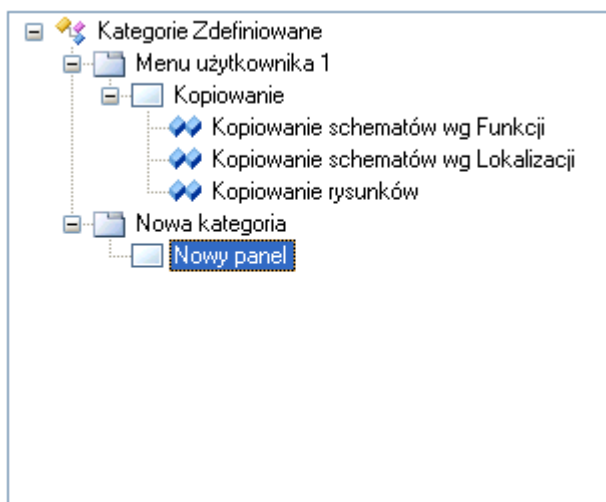 Kategorie Zdefiniowane
Menu użytkownika 1
Kopiowanie
Kopiowanie schematów wg Funkcji
Kopiowanie schematów wg Lokalizacji
Kopiowanie rysunków
Nowa kategoria
Nowy panel